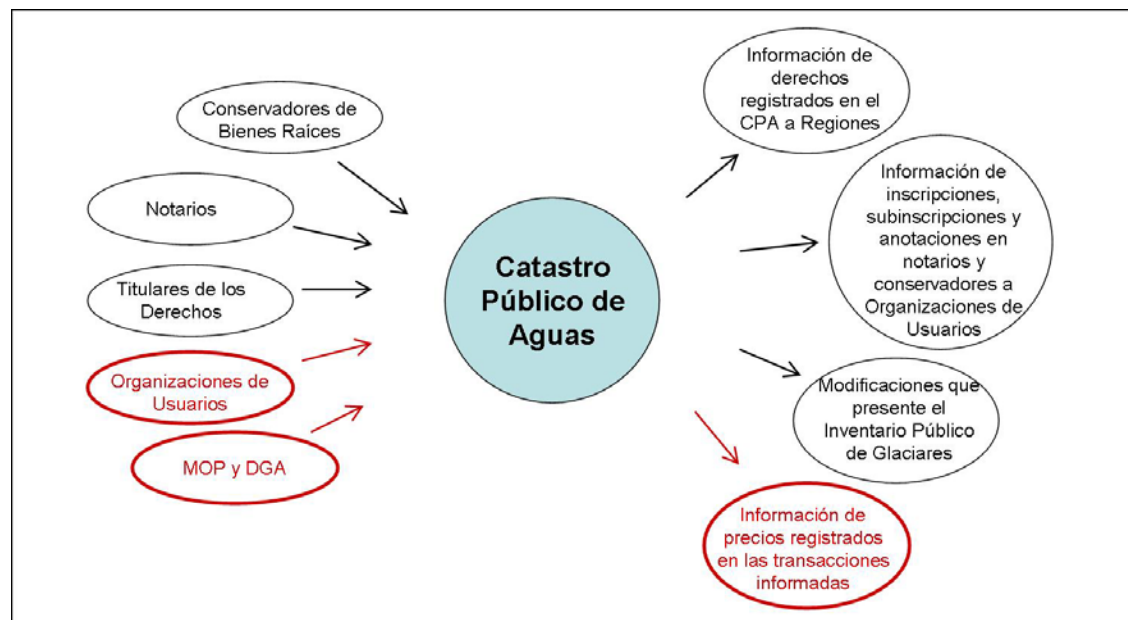 Conservadores de
Bienes Raíces
Notarios
Titulares de los
Derechos
Organizaciones de
Usuarios
MOP y DGA
Catastro
Público de
Aguas
Información de
derechos
registrados en el
CPA a Regiones
Información de
inscripciones,
subinscripciones y
anotaciones en
notarios y
conservadores a
Organizaciones de
Usuarios
Modificaciones que
presente el
Inventario Público
de Glaciares
Información de
precios registrados
en las transacciones
informadas